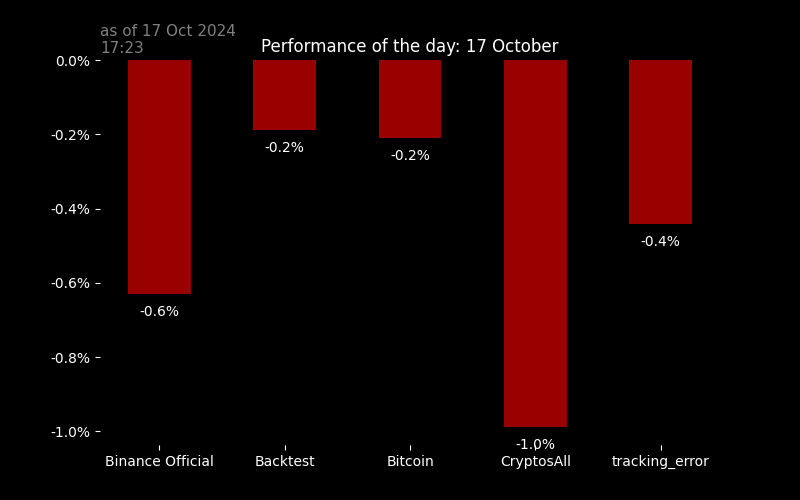 as of 17 Oct 2024
17:23
Performance of the day: 17 October
0.0%
-0.2%
-0.4%
-0.6%
-0.8%
-1.0%
-0.6%
-0.2%
-0.2%
-1.0%
-0.4%
Binance Official
Backtest
Bitcoin
CryptosAll
tracking_error